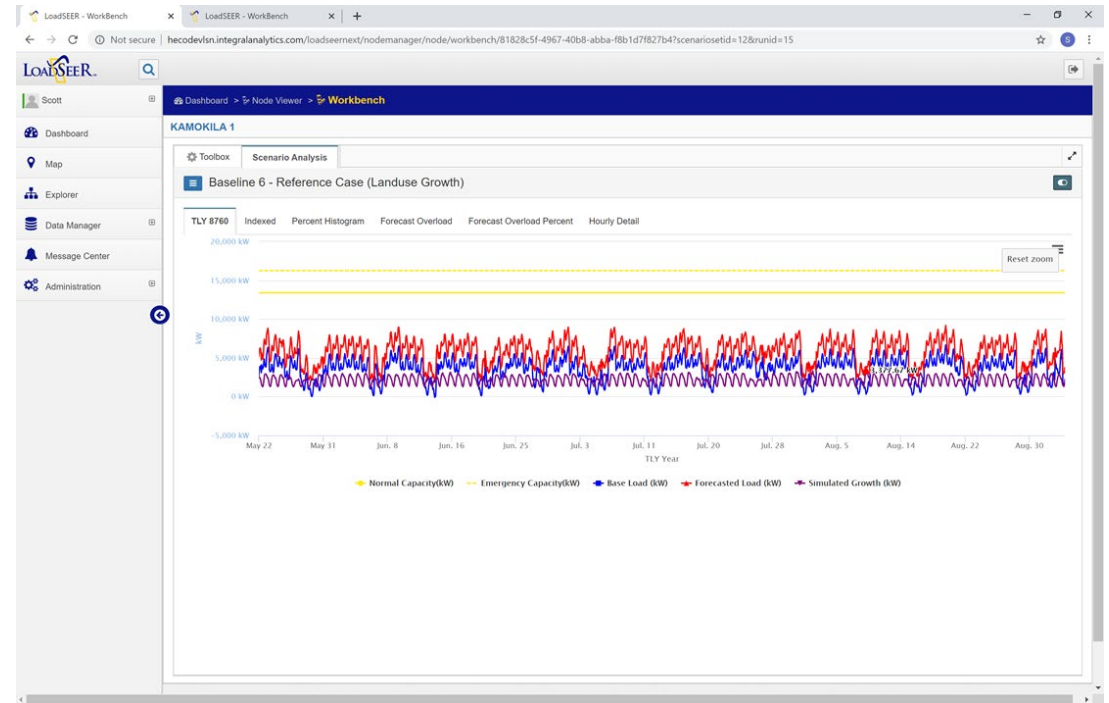 LoadSEER - WorkBench
LoadSEER - WorkBench
Not secure | hecodevlsn.integralanalytics.com/loadseernext/nodemanager/node/workbench/81828c5f-4967-40b8-abba-f8b1d7f827b4?scenariosetid=12&runid=15
S
LOADSEER
Scott
Dashboard > Node Viewer > Workbench
KAMOKILA 1
Dashboard
Map
Explorer
Data Manager
Message Center
Administration
Toolbox Scenario Analysis
Baseline 6 - Reference Case (Landuse Growth)
TLY 8760 Indexed Percent Histogram Forecast Overload Forecast Overload Percent Hourly Detail
20,000 kW
Reset zoom
15,000 kW
10,000 kW
kW
5,000 kW
0 kW
-5,000 kW
May 22 May 31 Jun. 8 Jun. 16 Jun. 25 Jul. 3 Jul. 11 Jul. 20 Jul. 28 Aug. 5 Aug. 14 Aug. 22 Aug. 30
TLY Year
Normal Capacity(kW) Emergency Capacity(kW) Base Load (kW) Forecasted Load (kW) Simulated Growth (kW)